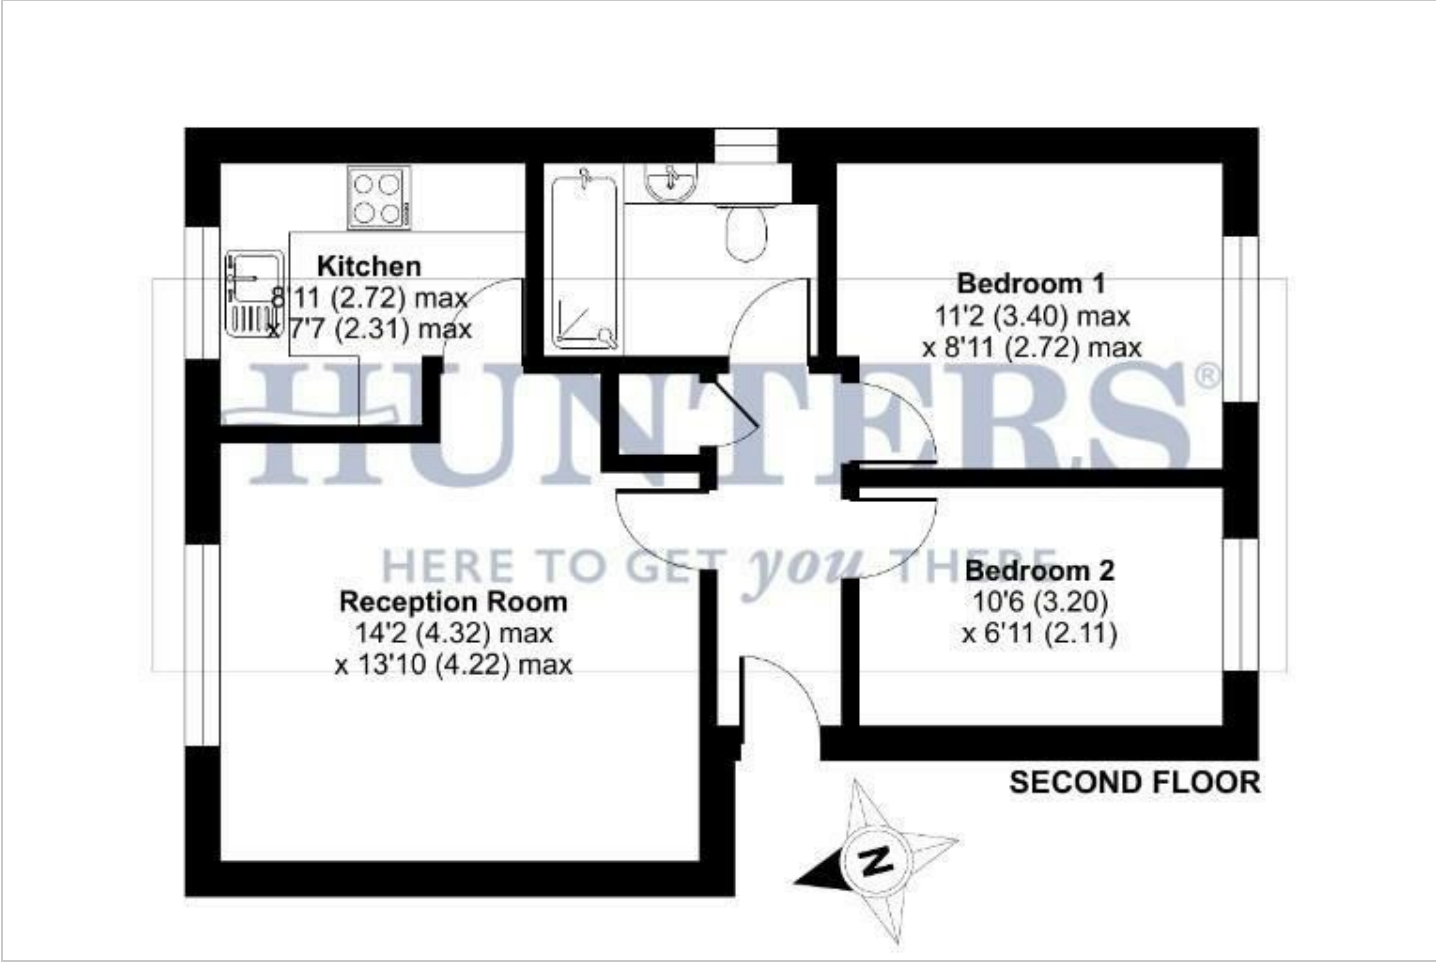 Kitchen
8'11 (2.72) max
x 7'7 (2.31) max
Bedroom 1
11'2 (3.40) max
x 8'11 (2.72) max
HUNTERS®
HERE TO GET you THERE
Bedroom 2
10'6 (3.20)
x 6'11 (2.11)
Reception Room
14'2 (4.32) max
x 13'10 (4.22) max
SECOND FLOOR
N